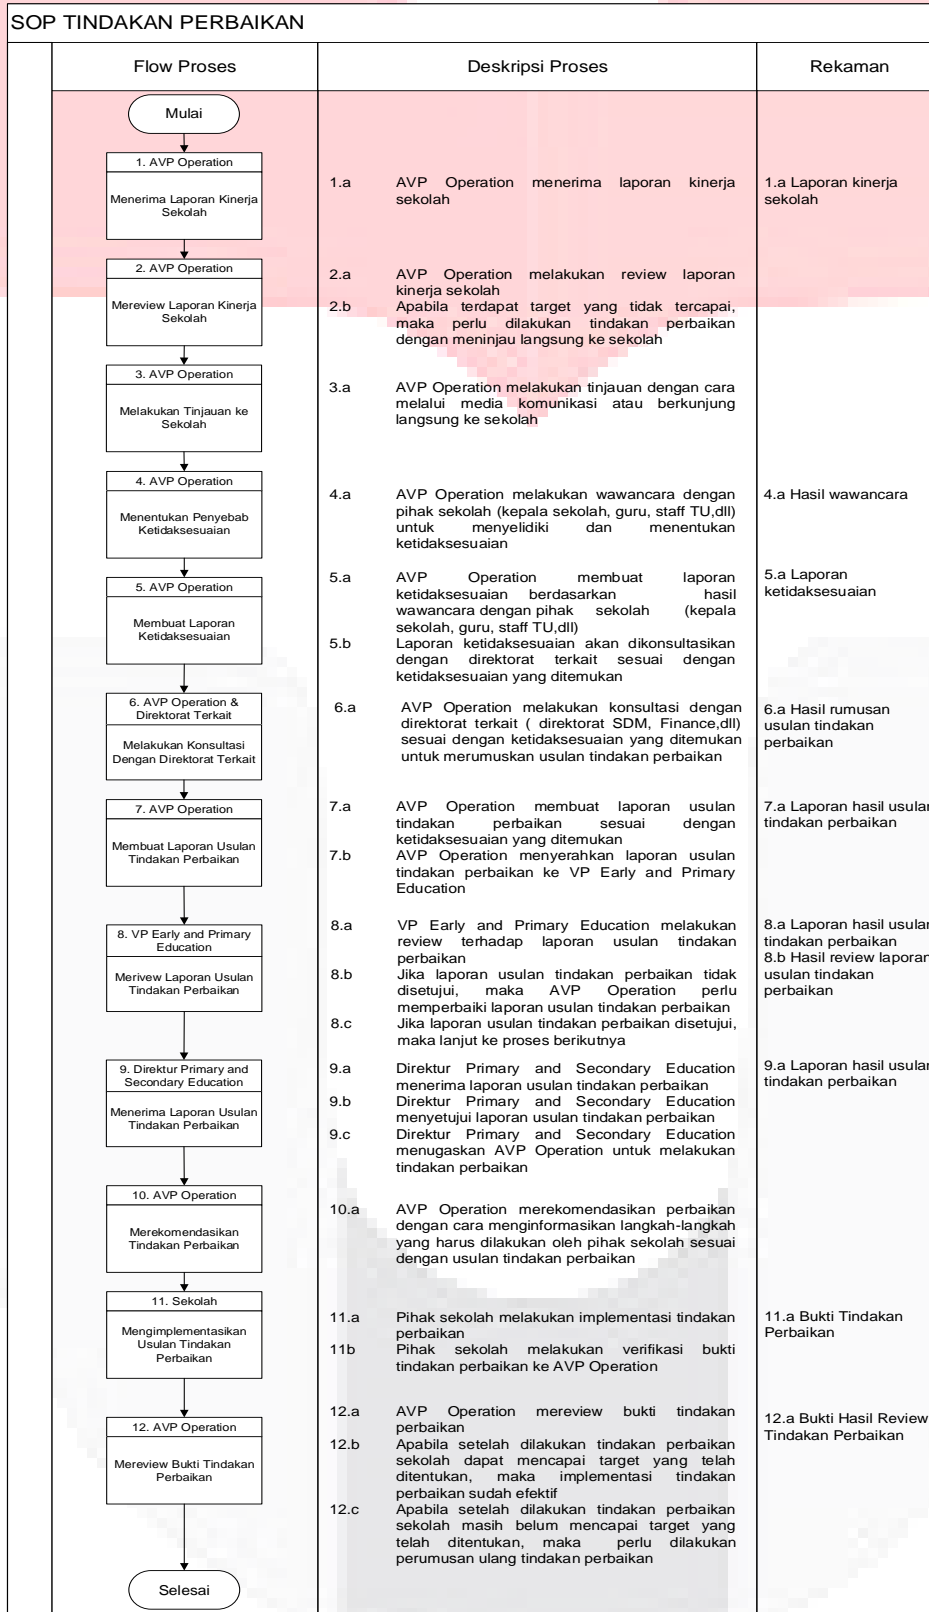 SOP TINDAKAN PERBAIKAN
Flow Proses
Deskripsi Proses
Rekaman
Mulai
1. AVP Operation
Menerima Laporan Kinerja
Sekolah
1.a AVP Operation menerima laporan kinerja
sekolah
1.a Laporan kinerja
sekolah
2. AVP Operation
Mereview Laporan Kinerja
Sekolah
2.a AVP Operation melakukan review laporan
kinerja sekolah
2.b Apabila terdapat target yang tidak tercapai,
maka perlu dilakukan tindakan perbaikan
dengan meninjau langsung ke sekolah
3. AVP Operation
Melakukan Tinjauan ke
Sekolah
3.a AVP Operation melakukan tinjauan dengan cara
melalui media komunikasi atau berkunjung
langsung ke sekolah
4. AVP Operation
Menentukan Penyebab
Ketidaksesuaian
4.a AVP Operation melakukan wawancara dengan
pihak sekolah (kepala sekolah, guru, staff TU,dll)
untuk menyelidiki dan menentukan
ketidaksesuaian
4.a Hasil wawancara
5. AVP Operation
Membuat Laporan
Ketidaksesuaian
5.a AVP Operation membuat laporan
ketidaksesuaian berdasarkan hasil
wawancara dengan pihak sekolah (kepala
sekolah, guru, staff TU,dll)
5.b Laporan ketidaksesuaian akan dikonsultasikan
dengan direktorat terkait sesuai dengan
ketidaksesuaian yang ditemukan
5.a Laporan
ketidaksesuaian
6. AVP Operation &
Direktorat Terkait
Melakukan Konsultasi
Dengan Direktorat Terkait
6.a AVP Operation melakukan konsultasi dengan
direktorat terkait ( direktorat SDM, Finance,dll)
sesuai dengan ketidaksesuaian yang ditemukan
untuk merumuskan usulan tindakan perbaikan
6.a Hasil rumusan
usulan tindakan
perbaikan
7. AVP Operation
Membuat Laporan Usulan
Tindakan Perbaikan
7.a AVP Operation membuat laporan usulan
tindakan perbaikan sesuai dengan
ketidaksesuaian yang ditemukan
7.b AVP Operation menyerahkan laporan usulan
tindakan perbaikan ke VP Early and Primary
Education
7.a Laporan hasil usulan
tindakan perbaikan
8. VP Early and Primary
Education
Merivew Laporan Usulan
Tindakan Perbaikan
8.a VP Early and Primary Education melakukan
review terhadap laporan usulan tindakan
perbaikan
8.b Jika laporan usulan tindakan perbaikan tidak
disetujui, maka AVP Operation perlu
memperbaiki laporan usulan tindakan perbaikan
8.c Jika laporan usulan tindakan perbaikan disetujui,
maka lanjut ke proses berikutnya
8.a Laporan hasil usulan
tindakan perbaikan
8.b Hasil review laporan
usulan tindakan
perbaikan
9. Direktur Primary and
Secondary Education
Menerima Laporan Usulan
Tindakan Perbaikan
9.a Direktur Primary and Secondary Education
menerima laporan usulan tindakan perbaikan
9.b Direktur Primary and Secondary Education
menyetujui laporan usulan tindakan perbaikan
9.c Direktur Primary and Secondary Education
menugaskan AVP Operation untuk melakukan
tindakan perbaikan
9.a Laporan hasil usulan
tindakan perbaikan
10. AVP Operation
Merekomendasikan
Tindakan Perbaikan
10.a AVP Operation merekomendasikan perbaikan
dengan cara menginformasikan langkah-langkah
yang harus dilakukan oleh pihak sekolah sesuai
dengan usulan tindakan perbaikan
11. Sekolah
Mengimplementasikan
Usulan Tindakan
Perbaikan
11.a Pihak sekolah melakukan implementasi tindakan
perbaikan
11b Pihak sekolah melakukan verifikasi bukti
tindakan perbaikan ke AVP Operation
11.a Bukti Tindakan
Perbaikan
12. AVP Operation
Mereview Bukti Tindakan
Perbaikan
12.a AVP Operation mereview bukti tindakan
perbaikan
12.b Apabila setelah dilakukan tindakan perbaikan
sekolah dapat mencapai target yang telah
ditentukan, maka implementasi tindakan
perbaikan sudah efektif
12.c Apabila setelah dilakukan tindakan perbaikan
sekolah masih belum mencapai target yang
telah ditentukan, maka perlu dilakukan
perumusan ulang tindakan perbaikan
12.a Bukti Hasil Review
Tindakan Perbaikan
Selesai